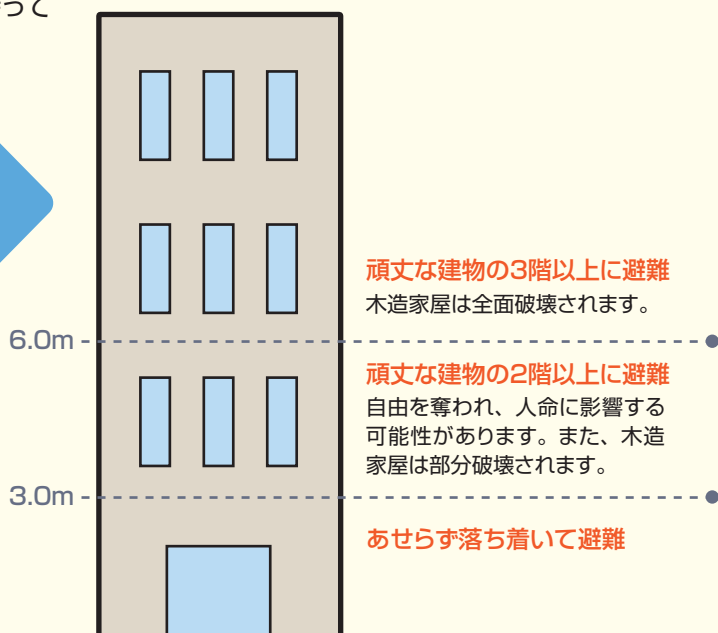 って
頑丈な建物の3階以上に避難
木造家屋は全面破壊されます。
6.0m
頑丈な建物の2階以上に避難
自由を奪われ、人命に影響する
可能性があります。また、木造
家屋は部分破壊されます。
3.0m
あせらず落ち着いて避難